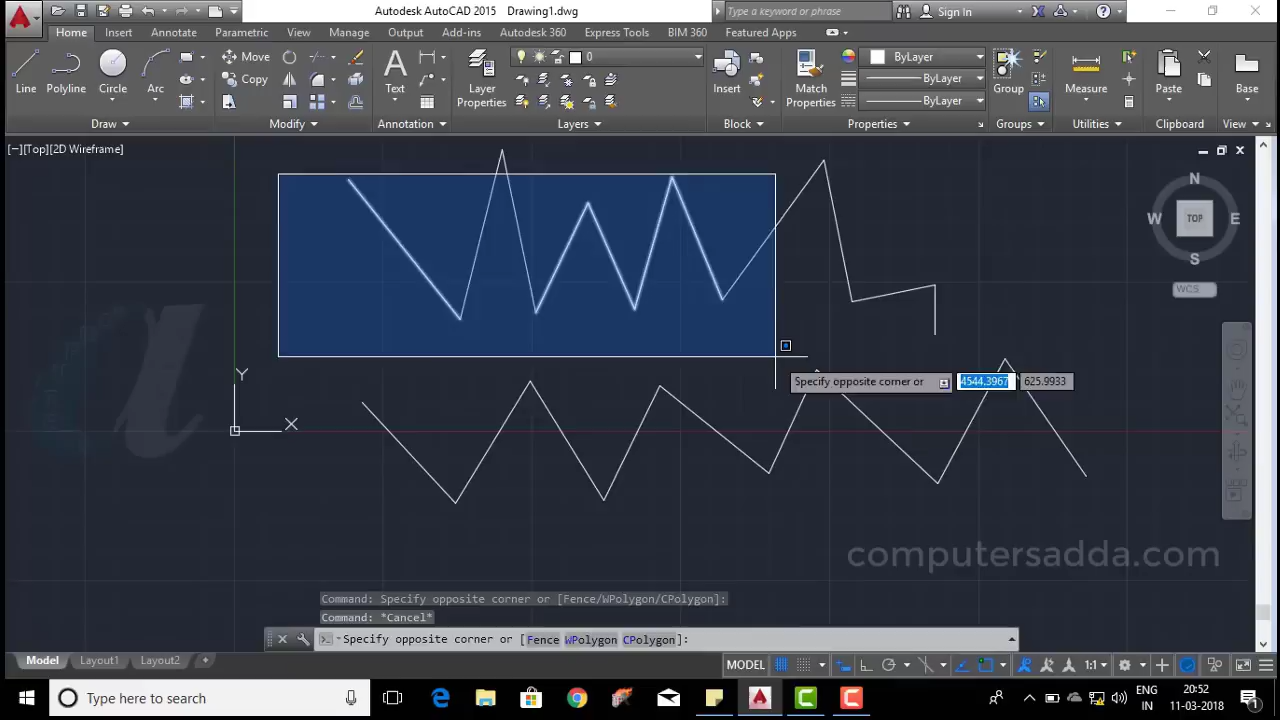 Autodesk AutoCAD 2015 Drawing1.dwg
Type a keyword or phrase
Sign In
Home Insert Annotate Parametric View Manage Output Add-ins Autodesk 360 Express Tools BIM 360 Featured Apps
Line Polyline Circle Arc
Move
Copy
Text
Layer
Properties
0
Insert
Match
Properties
ByLayer
ByLayer
ByLayer
Group
Measure
Paste
Base
Draw Modify Annotation Layers Block Properties Groups Utilities Clipboard View
[−][Top][2D Wireframe]
N
W TOP E
S
WCS
Y
X
Specify opposite corner or 4544.3967 625.9933
computersadda.com
Command: Specify opposite corner or [Fence/WPolygon/CPolygon]:
Command: *Cancel*
Specify opposite corner or [Fence WPolygon CPolygon]:
Model Layout1 Layout2 +
MODEL 1:1
Type here to search
ENG
IN
20:52
11-03-2018
1